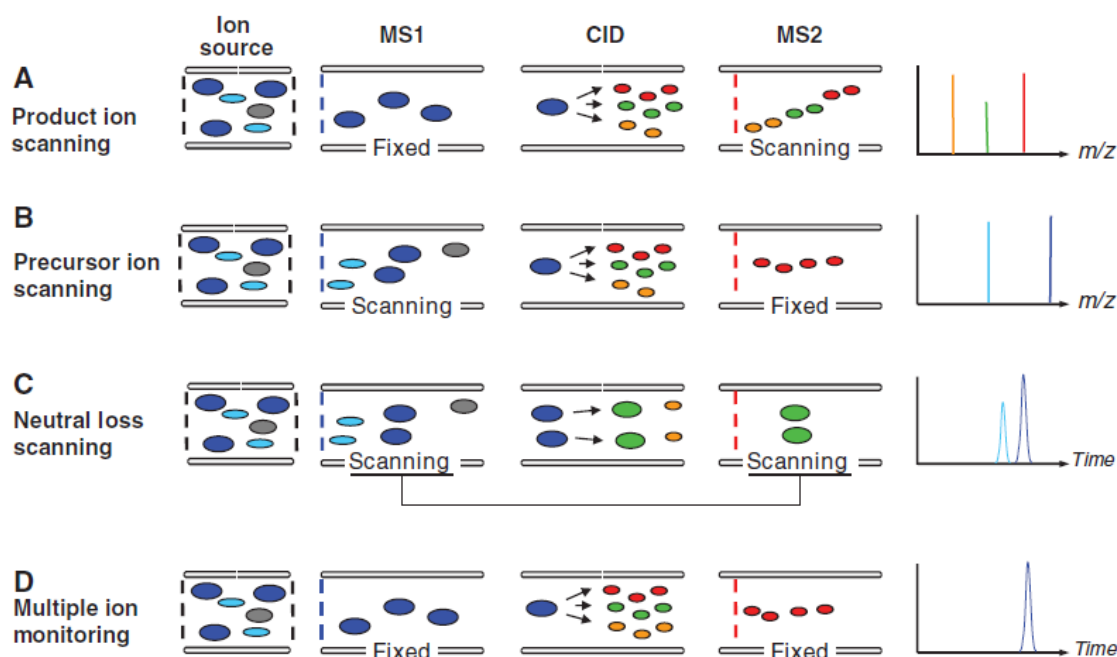 Ion
source
MS1
CID
MS2
A
Product ion
scanning
Fixed
Scanning
m/z
B
Precursor ion
scanning
Scanning
Fixed
m/z
C
Neutral loss
scanning
Scanning
Scanning
Time
D
Multiple ion
monitoring
Fixed
Fixed
Time